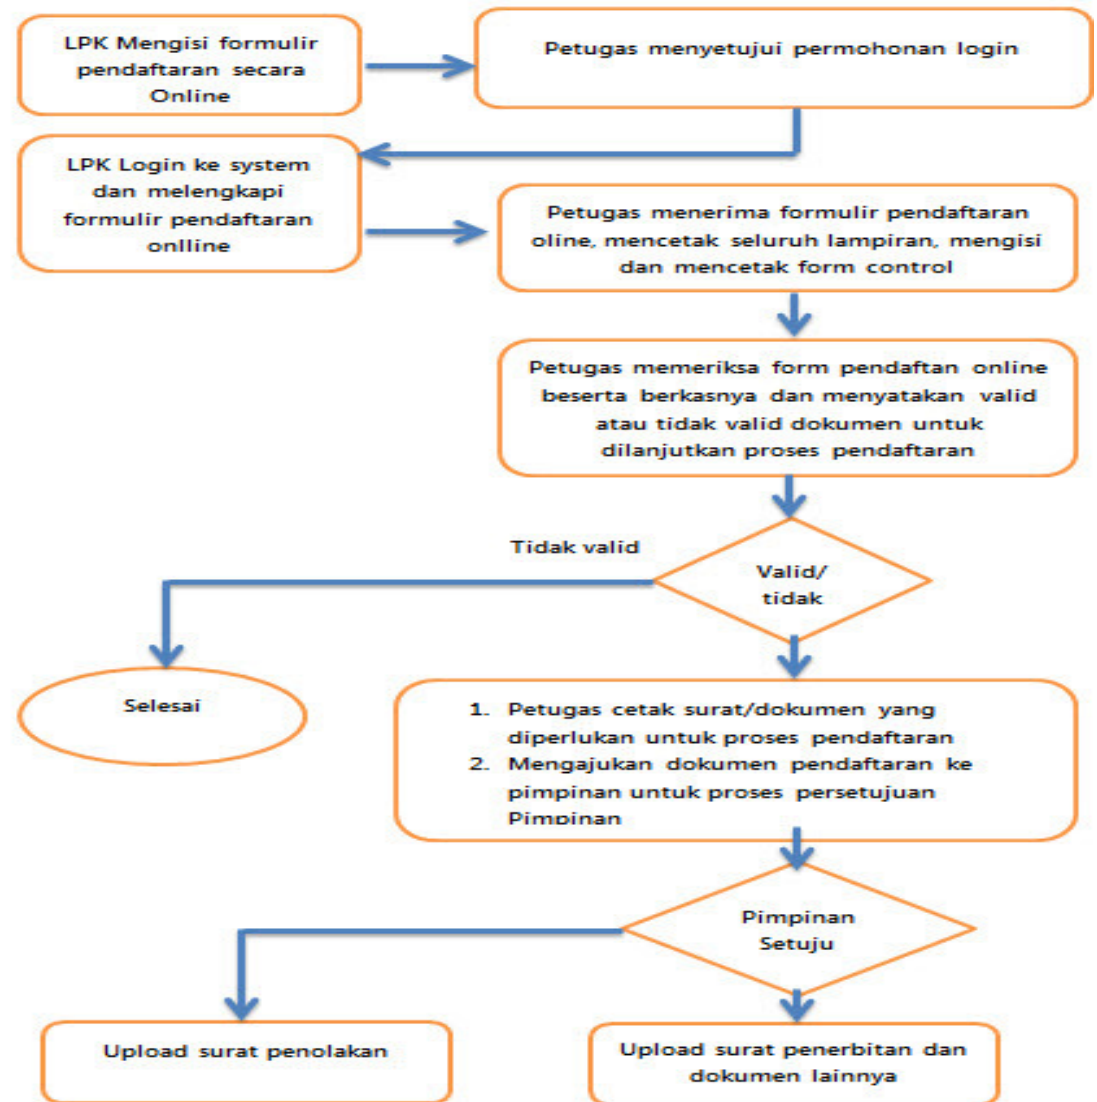 LPK Mengisi formulir
pendaftaran secara
Online
Petugas menyetujui permohonan login
LPK Login ke system
dan melengkapi
formulir pendaftaran
onlline
Petugas menerima formulir pendaftaran
oline, mencetak seluruh lampiran, mengisi
dan mencetak form control
Petugas memeriksa form pendaftan online
beserta berkasnya dan menyatakan valid
atau tidak valid dokumen untuk
dilanjutkan proses pendaftaran
Tidak valid
Valid/
tidak
Selesai
1. Petugas cetak surat/dokumen yang
diperlukan untuk proses pendaftaran
2. Mengajukan dokumen pendaftaran ke
pimpinan untuk proses persetujuan
Pimpinan
Pimpinan
Setuju
Upload surat penolakan
Upload surat penerbitan dan
dokumen lainnya